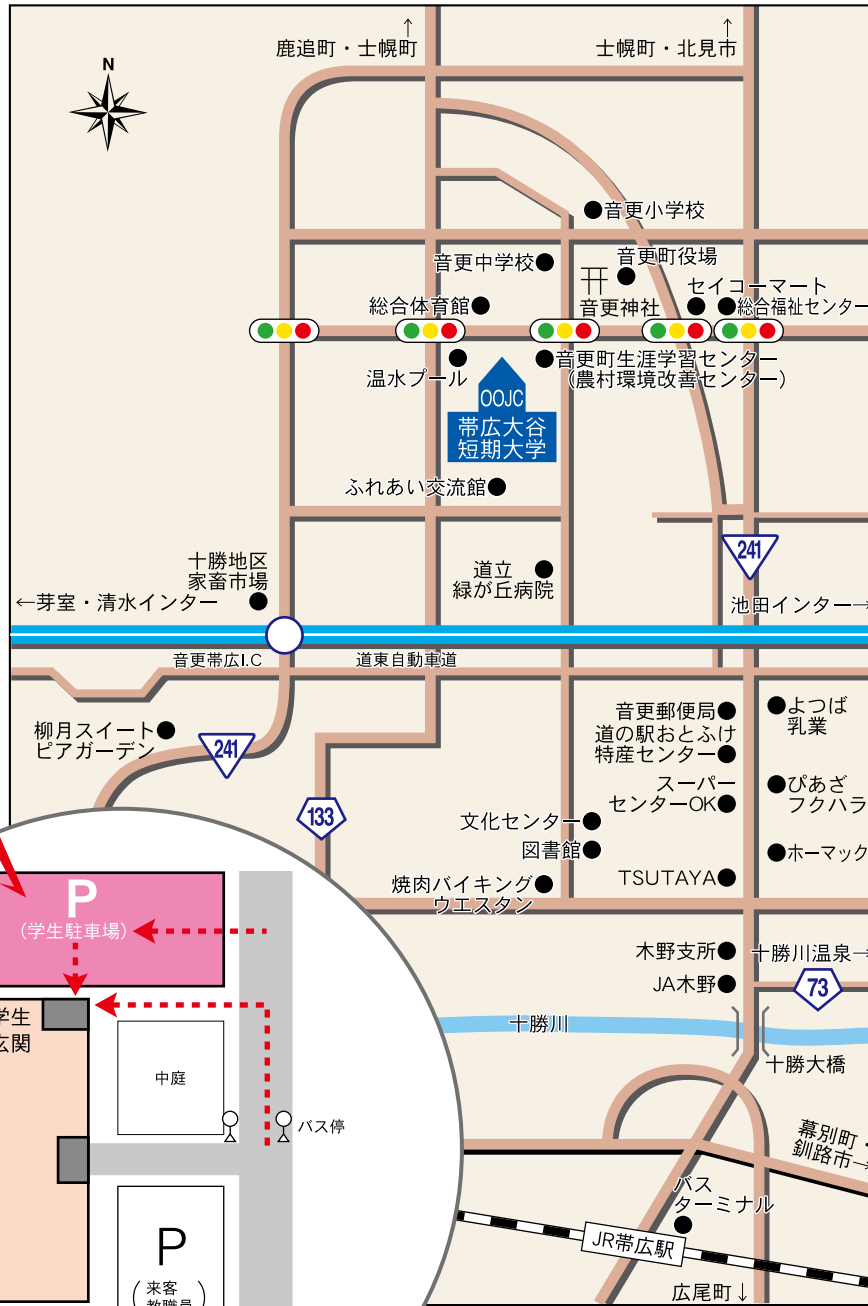 ↑
鹿追町・士幌町
↑
士幌町・北見市
N
音更小学校
音更中学校
音更町役場
音更神社
セイコーマート
総合体育館
総合福祉センター
温水プール
音更町生涯学習センター
(農村環境改善センター)
OOJC
帯広大谷
短期大学
ふれあい交流館
241
十勝地区
家畜市場
道立
緑が丘病院
←芽室・清水インター
池田インター→
音更帯広I.C
道東自動車道
柳月スイート
ピアガーデン
241
音更郵便局
よつば
乳業
道の駅おとふけ
特産センター
スーパー
センターOK
ぴあざ
フクハラ
133
文化センター
図書館
ホーマック
焼肉バイキング
ウエスタン
TSUTAYA
P
(学生駐車場)
木野支所
十勝川温泉→
JA木野
73
学生
玄関
十勝川
十勝大橋
中庭
バス停
幕別町・
釧路市→
バス
ターミナル
P
JR帯広駅
(来客
教職員)
広尾町↓